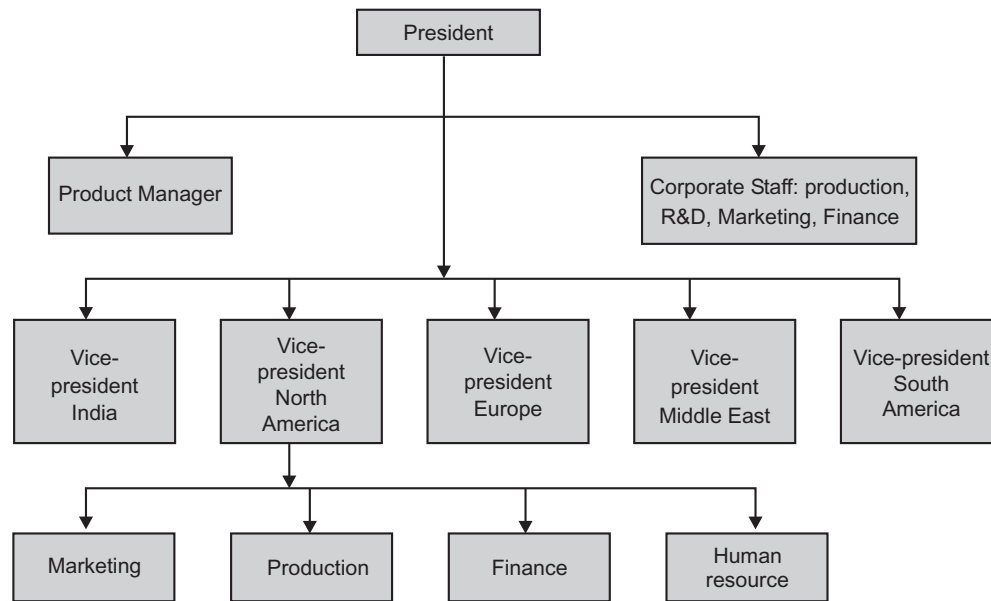 President
Product Manager
Corporate Staff: production,
R&D, Marketing, Finance
Vice-
president
India
Vice-
president
North
America
Vice-
president
Europe
Vice-
president
Middle East
Vice-president
South
America
Marketing
Production
Finance
Human
resource